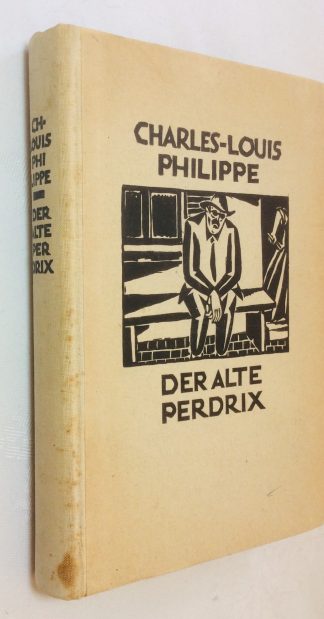 CHARLES-LOUIS
PHILIPPE
DER ALTE
PERDRIX
CH-
LOUIS
PHI
LIPPE
DER
ALTE
PER
DRIX